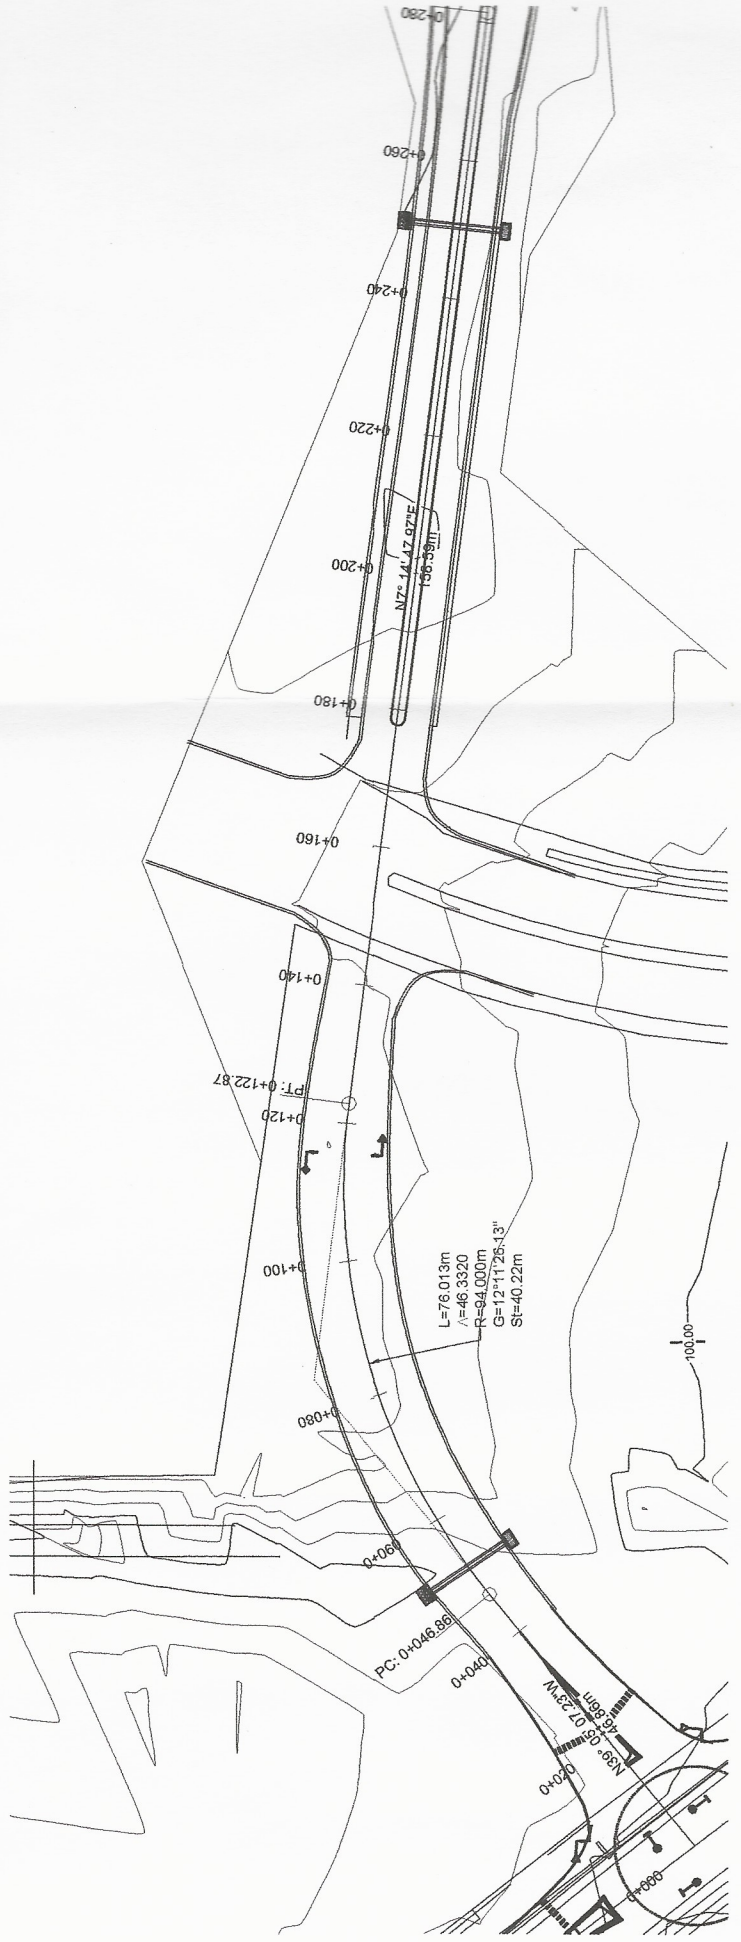 0+280
0+260
0+240
0+220
N7° 14' 47.97"E
158.59m
0+200
0+180
0+160
0+140
PT: 0+122.87
0+120
0+100
L=76.013m
Δ=46.3320
R=94.000m
G=12°11'26.13"
St=40.22m
100.00
0+080
0+060
PC: 0+046.86
0+040
N39° 05' 07.23"W
46.86m
0+020
0+000